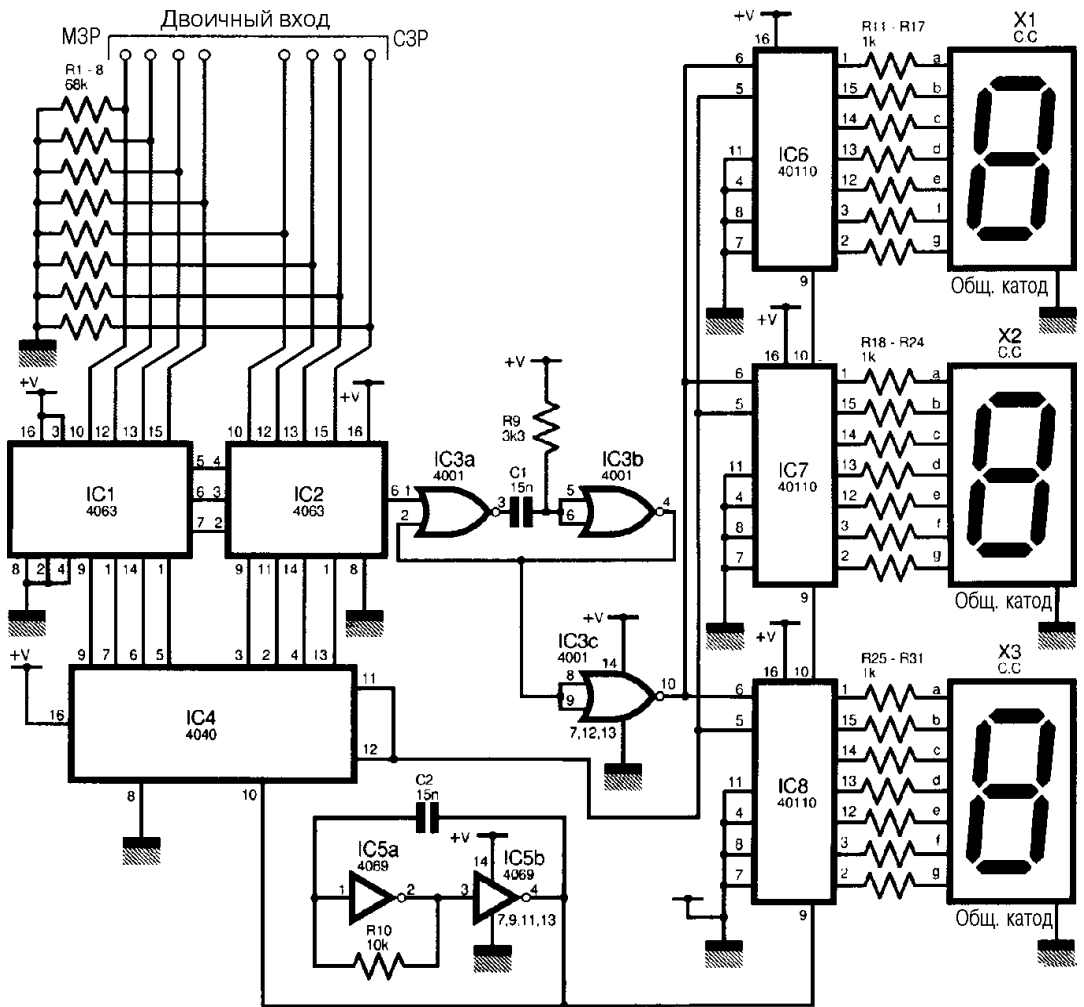 Двоичный вход
МЗР
СЗР
R1 - 8
68k
+V
16 3 10 12 13 15
10 12 13 15 16
+V
IC1
4063
5 4
6 3
7 2
IC2
4063
8 2 4 9 1 14 1
9 11 14 1 8
6 1
2
IC3a
4001
3
C1
15n
+V
R9
3k3
IC3b
4001
5
6
4
+V
IC3c
4001
14
8
9
10
7,12,13
+V
16
9 7 6 5 3 2 4 13
IC4
4040
11
12
8
10
C2
15n
IC5a
4069
1
2
R10
10k
+V
14
IC5b
4069
3
4
7,9,11,13
+V
16
6
5
11
4
8
7
IC6
40110
1
15
14
13
12
3
2
9
R11 - R17
1k
a
b
c
d
e
f
g
X1
C.C
Общ. катод
+V
16 10
6
5
11
4
8
7
IC7
40110
1
15
14
13
12
3
2
9
R18 - R24
1k
a
b
c
d
e
f
g
X2
C.C
Общ. катод
+V
16 10
6
5
11
4
8
7
IC8
40110
1
15
14
13
12
3
2
9
R25 - R31
1k
a
b
c
d
e
f
g
X3
C.C
Общ. катод